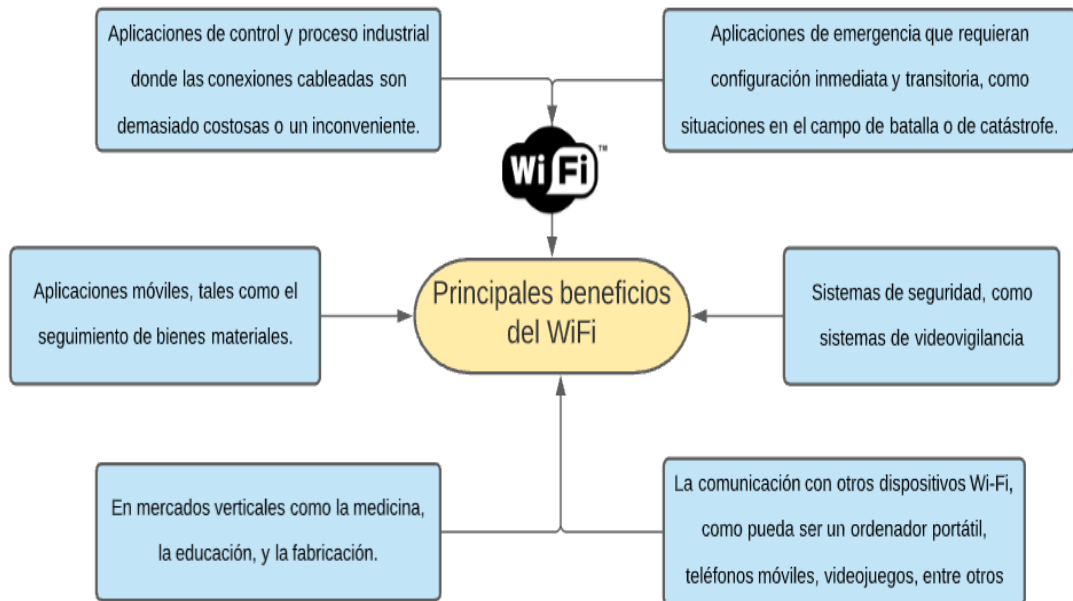 Aplicaciones de control y proceso industrial
donde las conexiones cableadas son
demasiado costosas o un inconveniente.
Aplicaciones de emergencia que requieran
configuración inmediata y transitoria, como
situaciones en el campo de batalla o de catástrofe.
Wi Fi™
Aplicaciones móviles, tales como el
seguimiento de bienes materiales.
Principales beneficios
del WiFi
Sistemas de seguridad, como
sistemas de videovigilancia
En mercados verticales como la medicina,
la educación, y la fabricación.
La comunicación con otros dispositivos Wi-Fi,
como pueda ser un ordenador portátil,
teléfonos móviles, videojuegos, entre otros